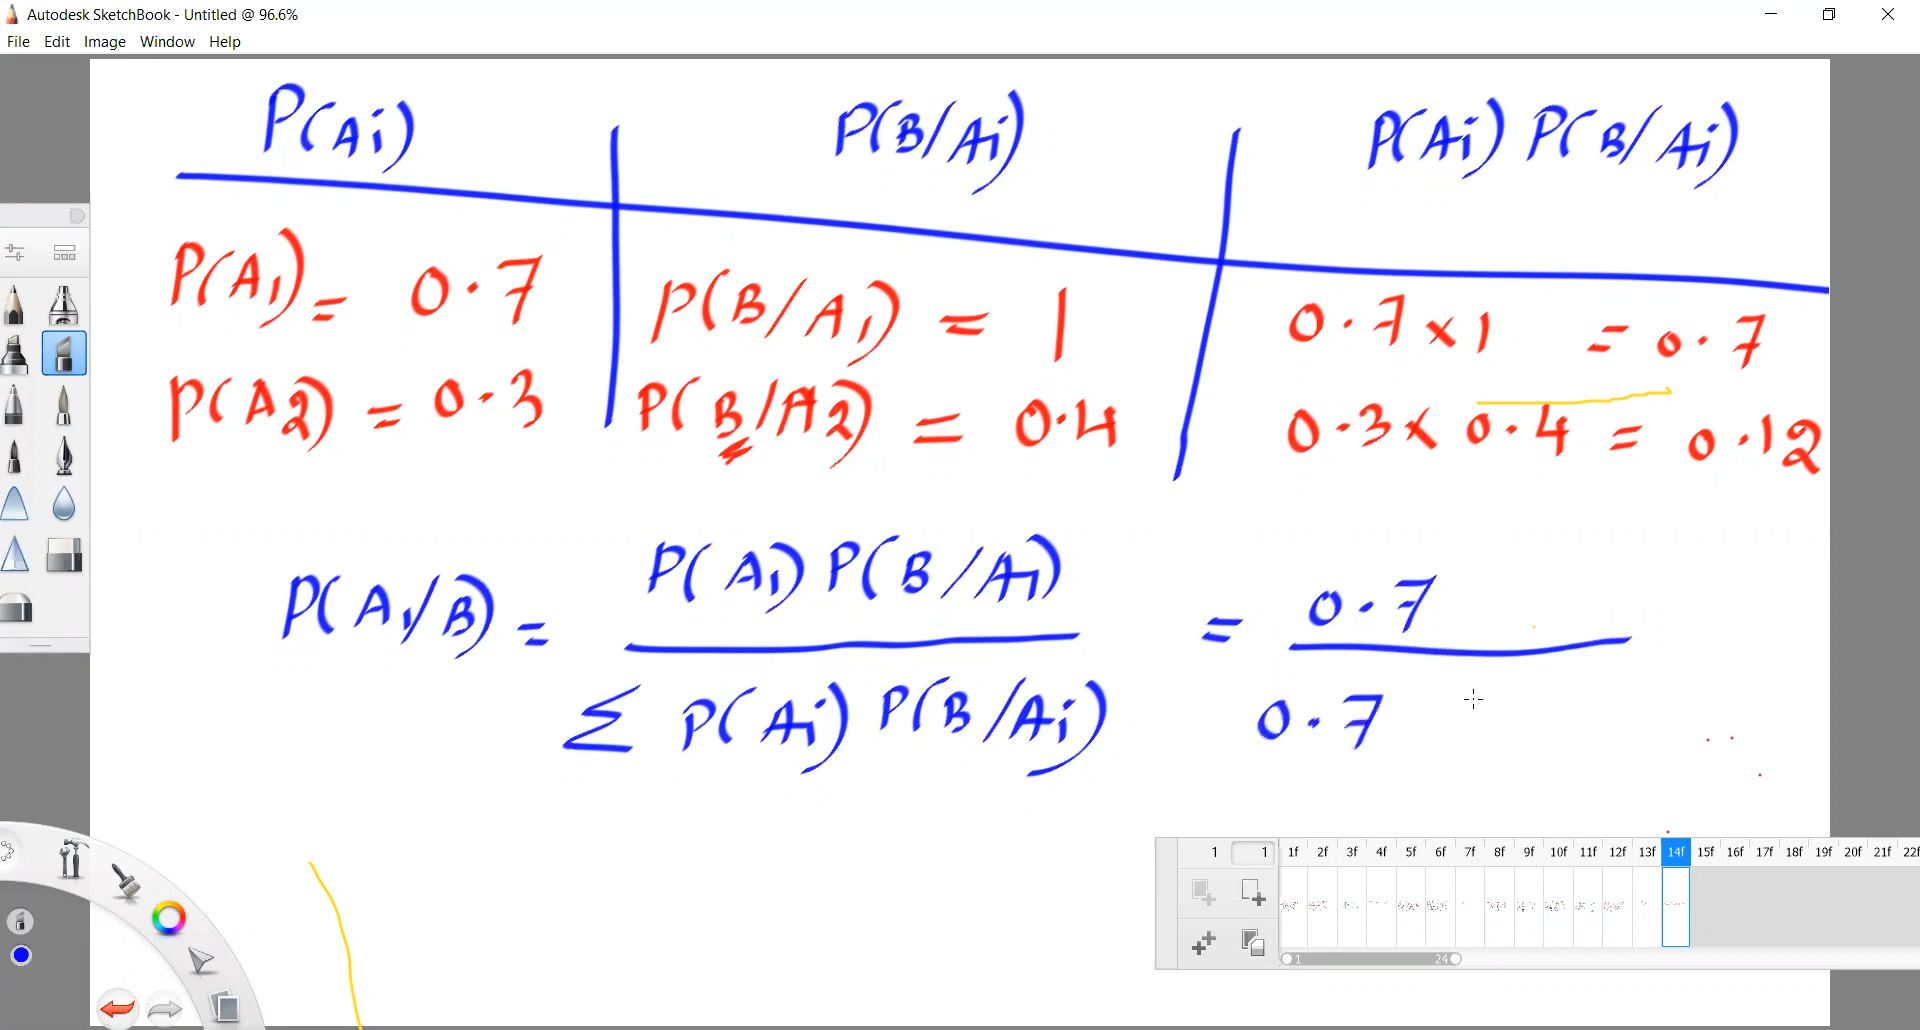 Autodesk SketchBook - Untitled @ 96.6%
File Edit Image Window Help
P(Ai) P(B/Ai) P(Ai) P(B/Ai)
P(A1) = 0.7 P(B/A1) = 1 0.7 x 1 = 0.7
P(A2) = 0.3 P(B/A2) = 0.4 0.3 x 0.4 = 0.12
P(A1) P(B/A1) 0.7
P(A1/B) = =
Σ P(Ai) P(B/Ai) 0.7
1 1 1f 2f 3f 4f 5f 6f 7f 8f 9f 10f 11f 12f 13f 14f 15f 16f 17f 18f 19f 20f 21f 22f
1 24